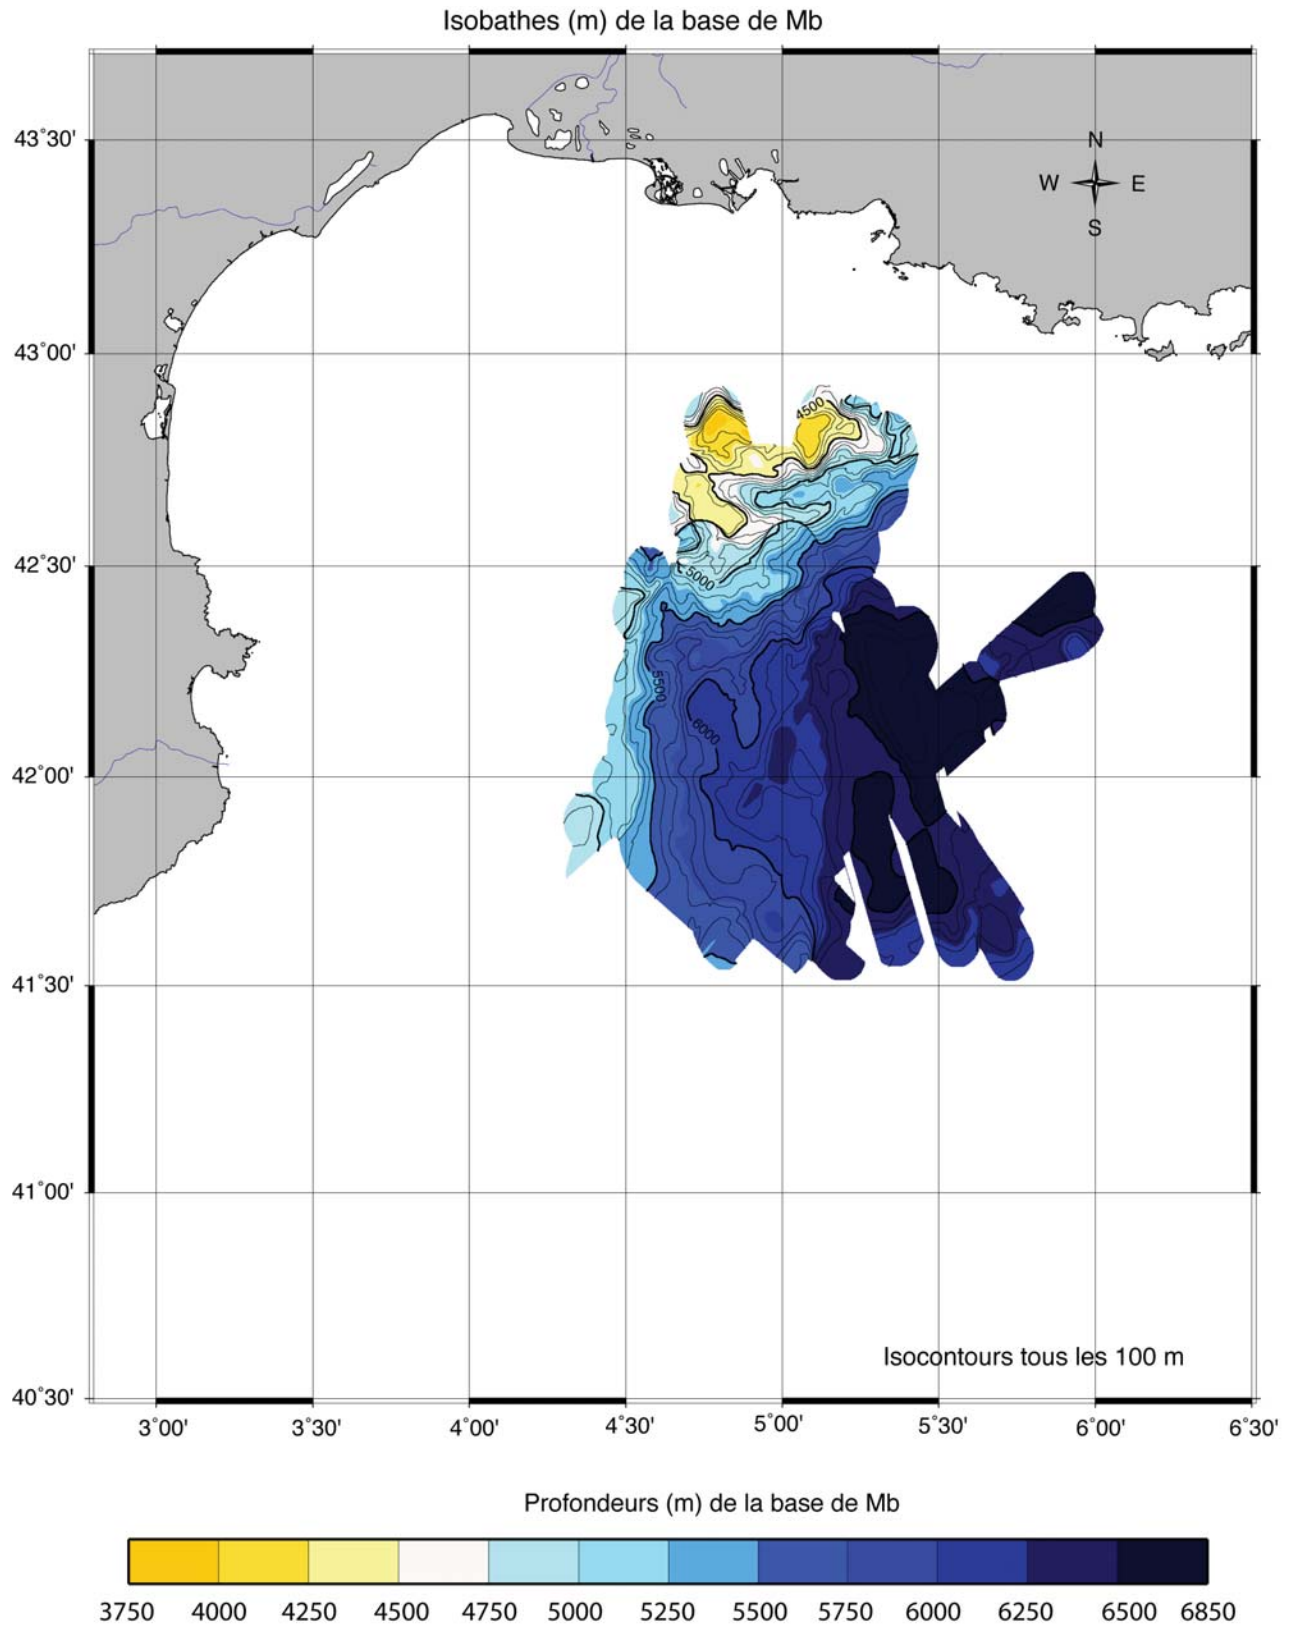 Isobathes (m) de la base de Mb
43°30'
N
W E
S
43°00'
4500
42°30'
5000
5500
6000
42°00'
41°30'
41°00'
Isocontours tous les 100 m
40°30'
3°00' 3°30' 4°00' 4°30' 5°00' 5°30' 6°00' 6°30'
Profondeurs (m) de la base de Mb
3750 4000 4250 4500 4750 5000 5250 5500 5750 6000 6250 6500 6850